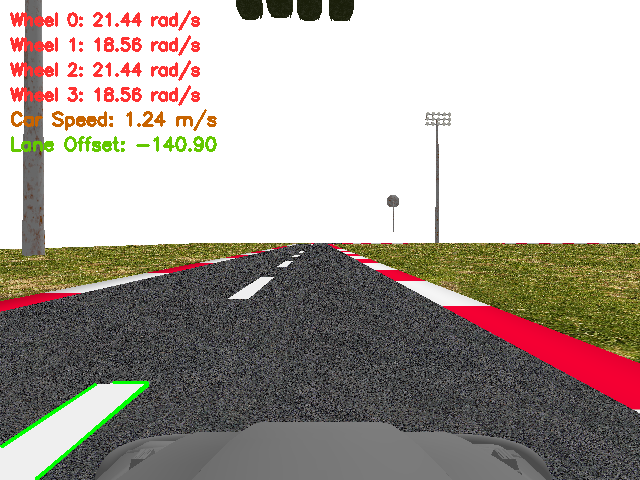 Wheel 0: 21.44 rad/s
Wheel 1: 18.56 rad/s
Wheel 2: 21.44 rad/s
Wheel 3: 18.56 rad/s
Car Speed: 1.24 m/s
Lane Offset: -140.90